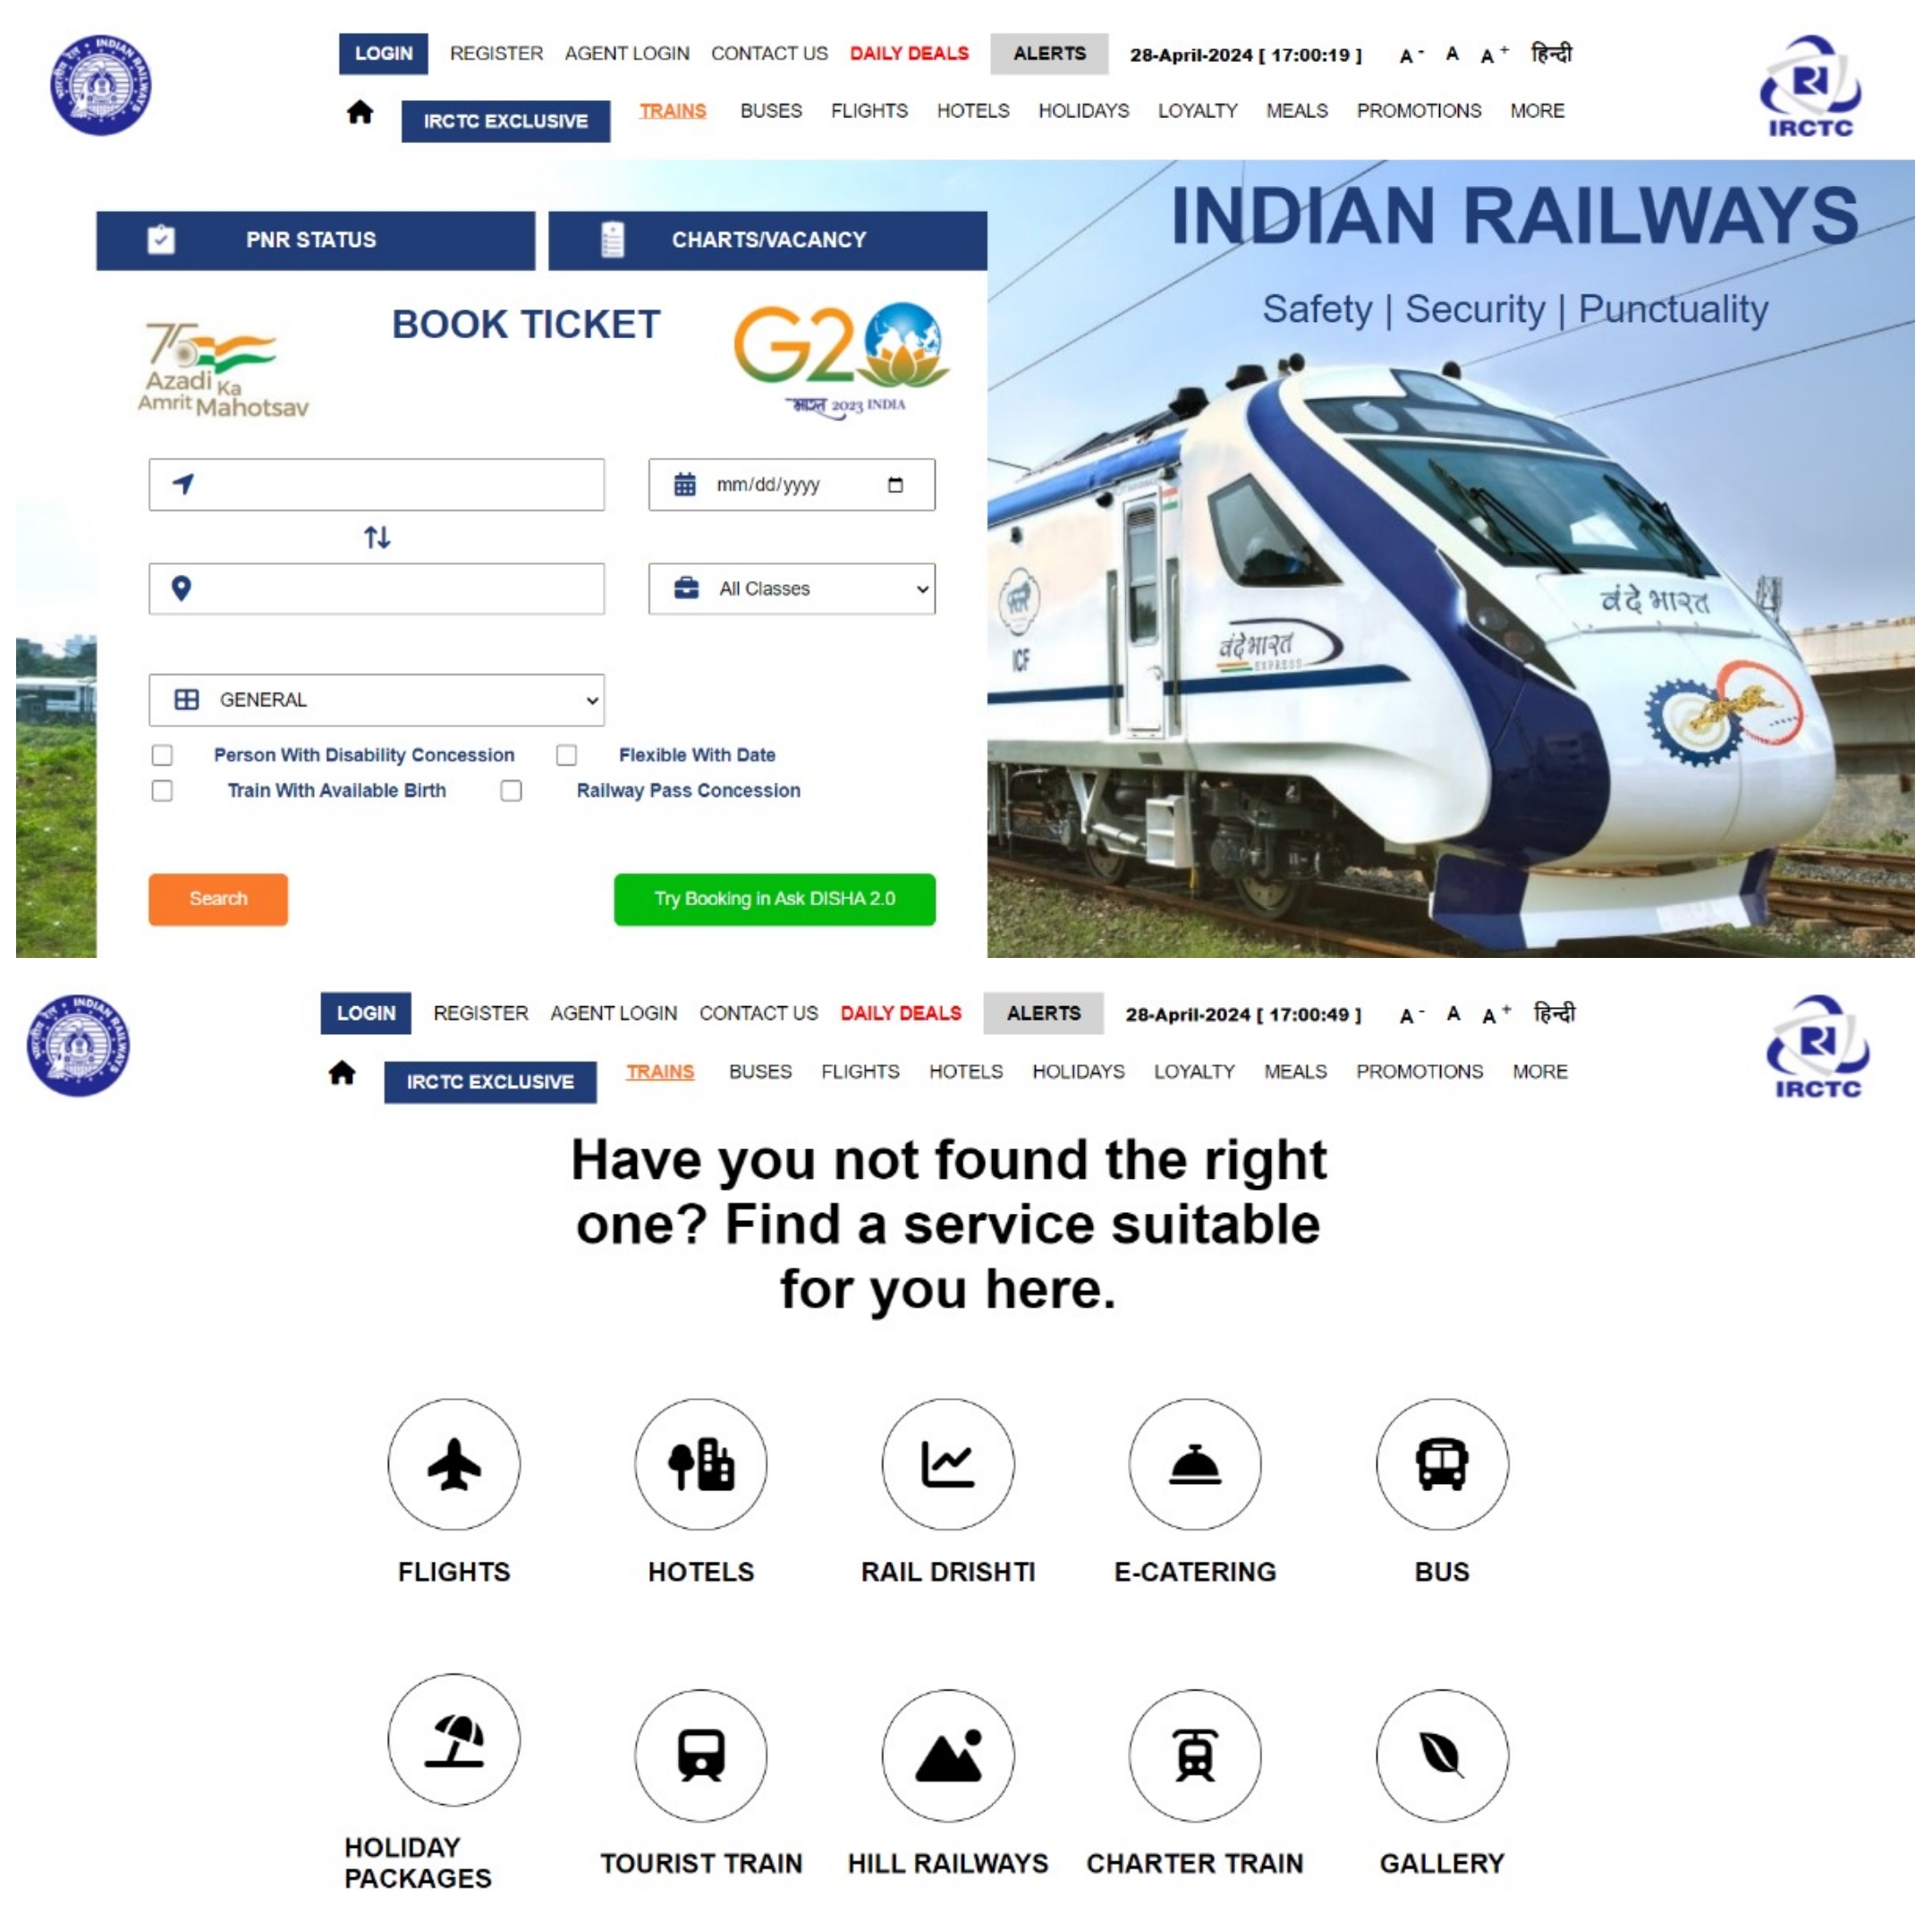 LOGIN REGISTER AGENT LOGIN CONTACT US DAILY DEALS ALERTS 28-April-2024 [ 17:00:19 ] A- A A+ हिन्दी
IRCTC EXCLUSIVE TRAINS BUSES FLIGHTS HOTELS HOLIDAYS LOYALTY MEALS PROMOTIONS MORE
INDIAN RAILWAYS
भारतीय रेल
IRCTC
PNR STATUS
CHARTS/VACANCY
INDIAN RAILWAYS
Safety | Security | Punctuality
75
Azadi Ka
Amrit Mahotsav
BOOK TICKET
G20
भारत 2023 INDIA
mm/dd/yyyy
All Classes
GENERAL
Person With Disability Concession
Flexible With Date
Train With Available Birth
Railway Pass Concession
Search
Try Booking in Ask DISHA 2.0
वंदे भारत
वंदे भारत
EXPRESS
ICF
LOGIN REGISTER AGENT LOGIN CONTACT US DAILY DEALS ALERTS 28-April-2024 [ 17:00:49 ] A- A A+ हिन्दी
IRCTC EXCLUSIVE TRAINS BUSES FLIGHTS HOTELS HOLIDAYS LOYALTY MEALS PROMOTIONS MORE
INDIAN RAILWAYS
भारतीय रेल
IRCTC
Have you not found the right
one? Find a service suitable
for you here.
FLIGHTS
HOTELS
RAIL DRISHTI
E-CATERING
BUS
HOLIDAY
PACKAGES
TOURIST TRAIN
HILL RAILWAYS
CHARTER TRAIN
GALLERY